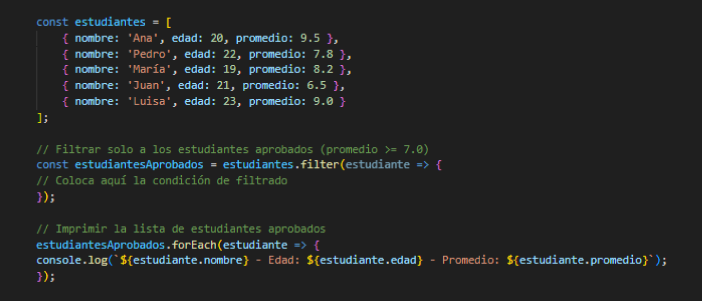 const estudiantes = [
    { nombre: 'Ana', edad: 20, promedio: 9.5 },
    { nombre: 'Pedro', edad: 22, promedio: 7.8 },
    { nombre: 'María', edad: 19, promedio: 8.2 },
    { nombre: 'Juan', edad: 21, promedio: 6.5 },
    { nombre: 'Luisa', edad: 23, promedio: 9.0 }
];

// Filtrar solo a los estudiantes aprobados (promedio >= 7.0)
const estudiantesAprobados = estudiantes.filter(estudiante => {
// Coloca aquí la condición de filtrado
});

// Imprimir la lista de estudiantes aprobados
estudiantesAprobados.forEach(estudiante => {
console.log(`${estudiante.nombre} - Edad: ${estudiante.edad} - Promedio: ${estudiante.promedio}`);
});